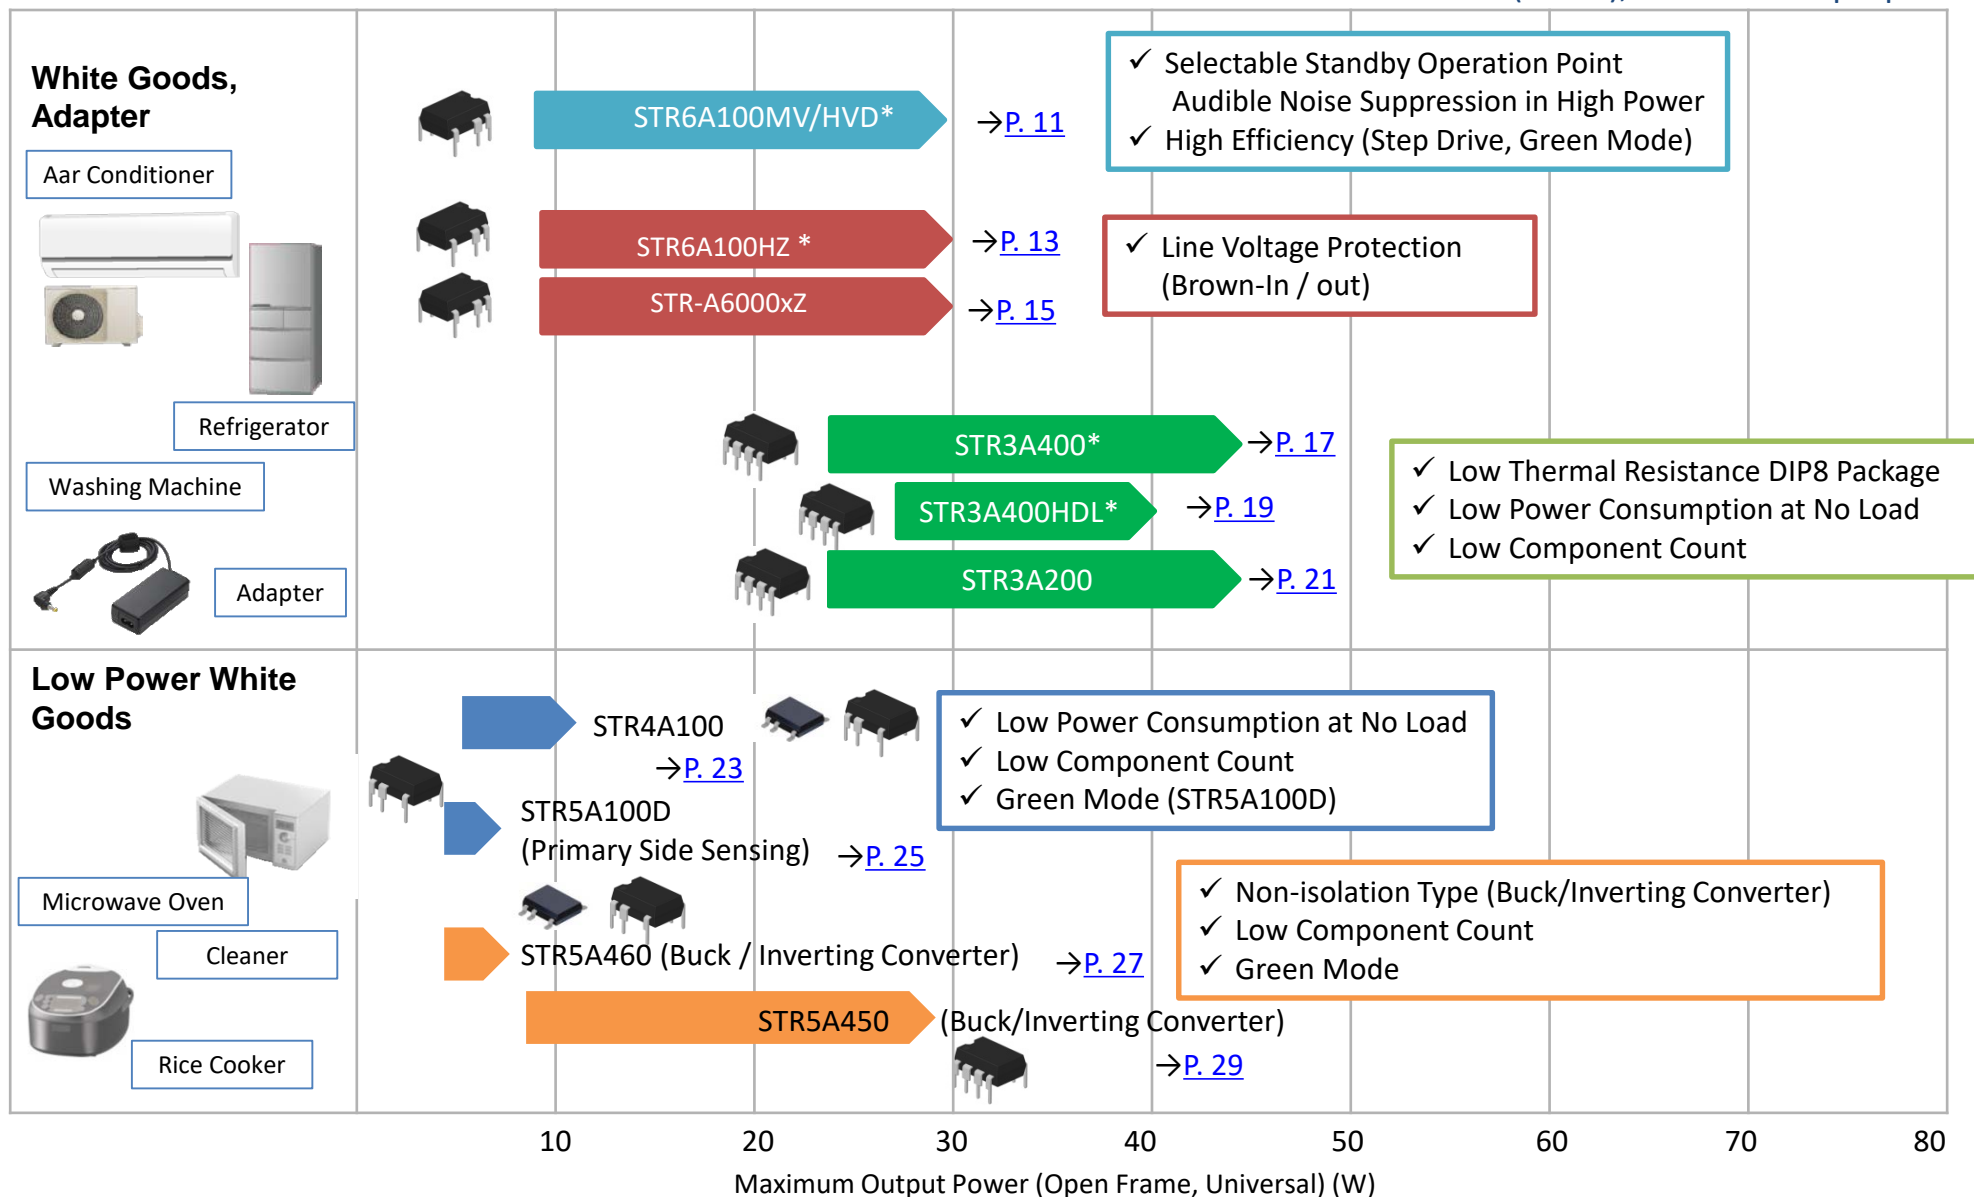 White Goods,
Adapter
Aar Conditioner
Refrigerator
Washing Machine
Adapter
STR6A100MV/HVD*
→P. 11
✓ Selectable Standby Operation Point
Audible Noise Suppression in High Power
✓ High Efficiency (Step Drive, Green Mode)
STR6A100HZ *
→P. 13
STR-A6000xZ
→P. 15
✓ Line Voltage Protection
(Brown-In / out)
STR3A400*
→P. 17
STR3A400HDL*
→P. 19
STR3A200
→P. 21
✓ Low Thermal Resistance DIP8 Package
✓ Low Power Consumption at No Load
✓ Low Component Count
Low Power White
Goods
Microwave Oven
Cleaner
Rice Cooker
STR4A100
→P. 23
STR5A100D
(Primary Side Sensing)
→P. 25
✓ Low Power Consumption at No Load
✓ Low Component Count
✓ Green Mode (STR5A100D)
STR5A460 (Buck / Inverting Converter)
→P. 27
STR5A450 (Buck/Inverting Converter)
→P. 29
✓ Non-isolation Type (Buck/Inverting Converter)
✓ Low Component Count
✓ Green Mode
10 20 30 40 50 60 70 80
Maximum Output Power (Open Frame, Universal) (W)